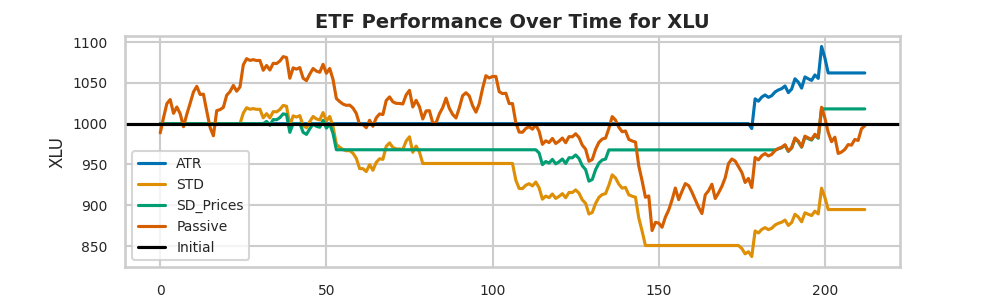 ETF Performance Over Time for XLU
1100
1050
1000
950
900
850
XLU
ATR
STD
SD_Prices
Passive
Initial
0
50
100
150
200